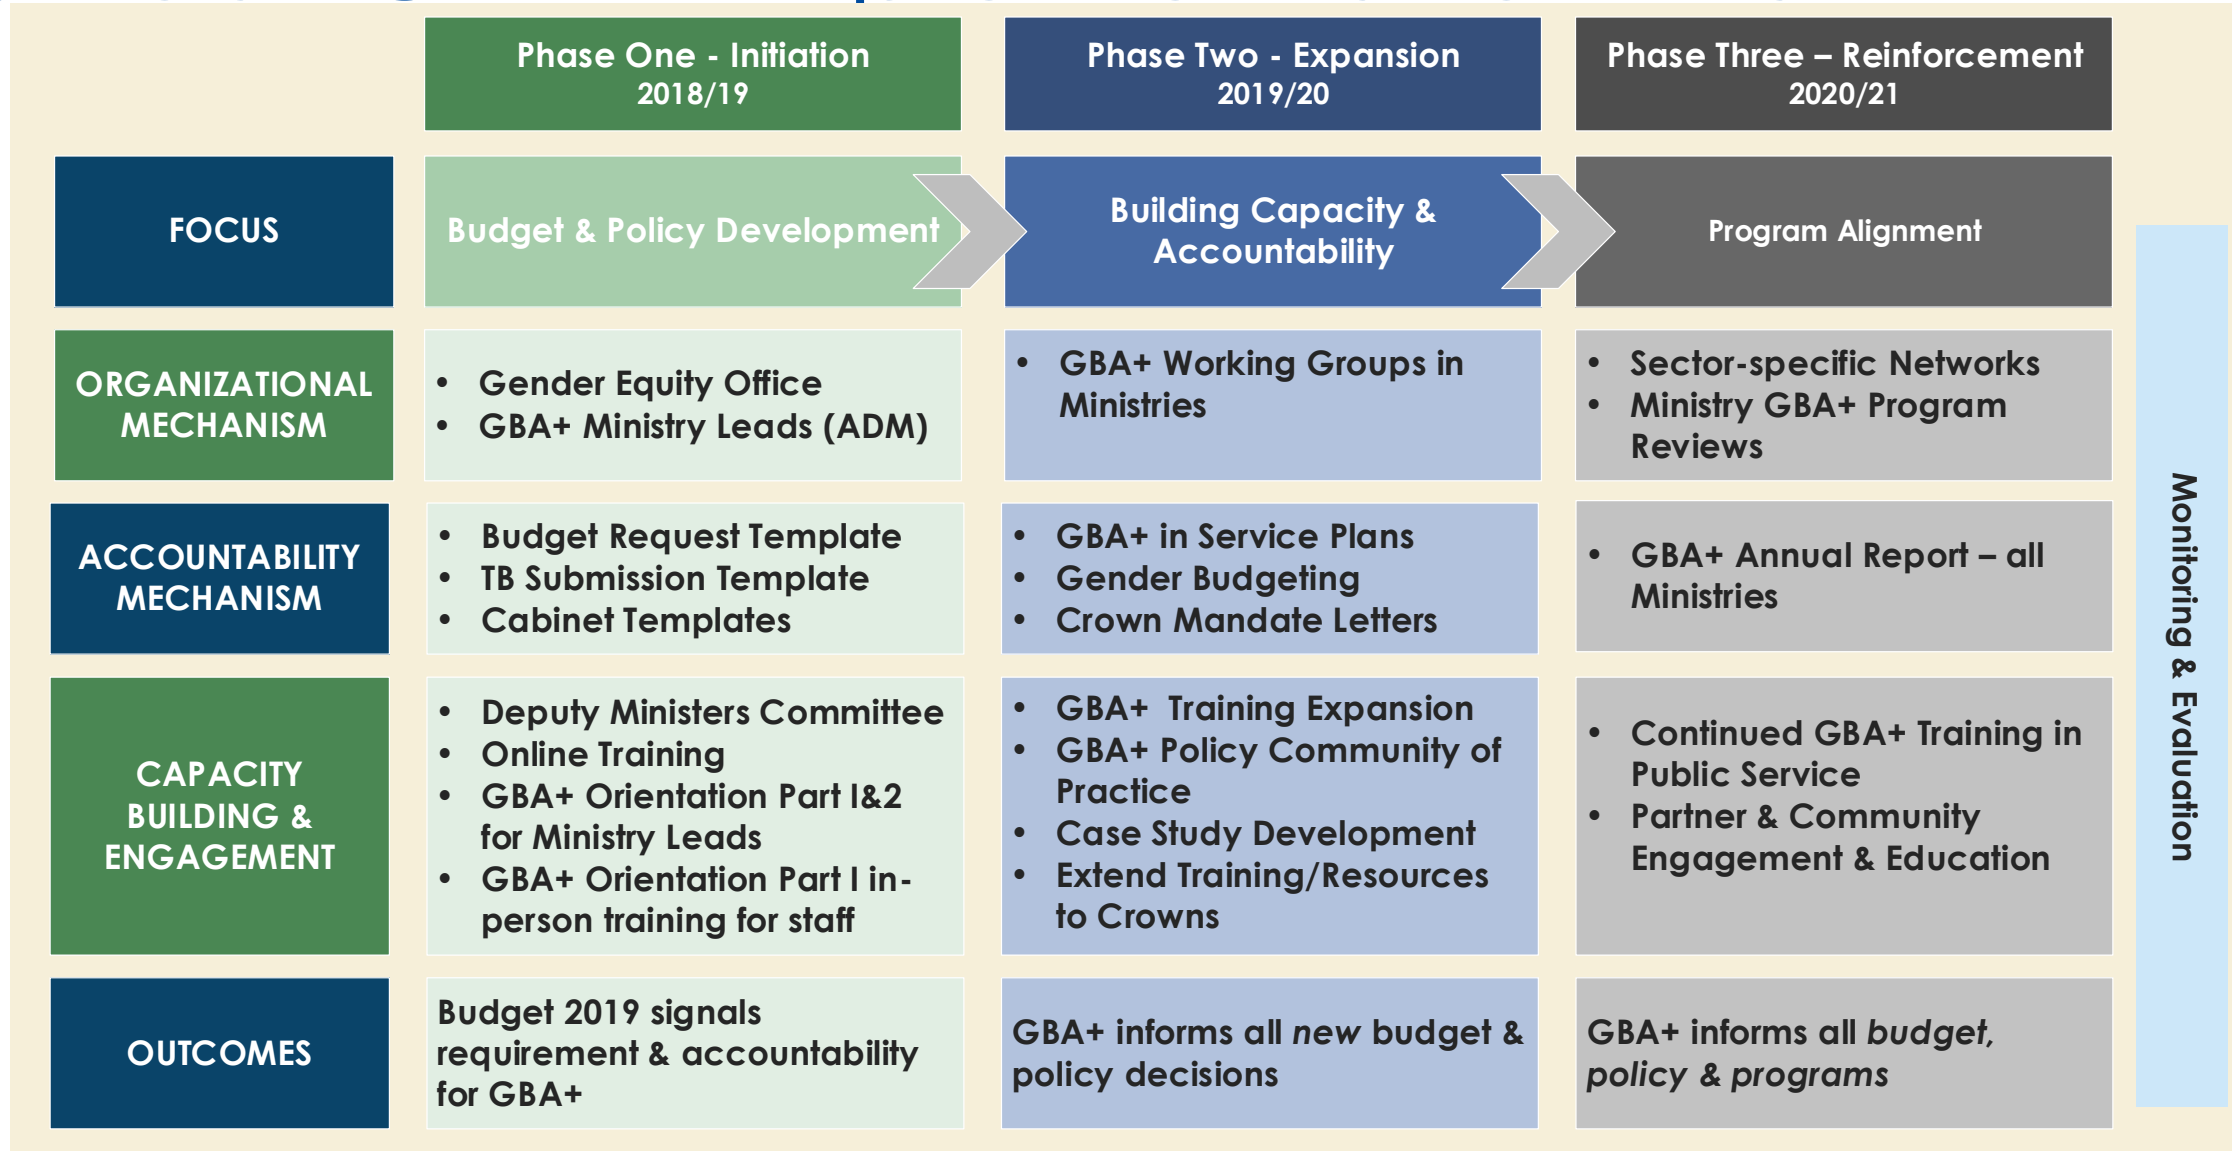 Phase One - Initiation
2018/19
Phase Two - Expansion
2019/20
Phase Three – Reinforcement
2020/21
FOCUS
Budget & Policy Development
Building Capacity &
Accountability
Program Alignment
ORGANIZATIONAL
MECHANISM
• Gender Equity Office
• GBA+ Ministry Leads (ADM)
• GBA+ Working Groups in
Ministries
• Sector-specific Networks
• Ministry GBA+ Program
Reviews
ACCOUNTABILITY
MECHANISM
• Budget Request Template
• TB Submission Template
• Cabinet Templates
• GBA+ in Service Plans
• Gender Budgeting
• Crown Mandate Letters
• GBA+ Annual Report – all
Ministries
CAPACITY
BUILDING &
ENGAGEMENT
• Deputy Ministers Committee
• Online Training
• GBA+ Orientation Part I&2
for Ministry Leads
• GBA+ Orientation Part I in-
person training for staff
• GBA+ Training Expansion
• GBA+ Policy Community of
Practice
• Case Study Development
• Extend Training/Resources
to Crowns
• Continued GBA+ Training in
Public Service
• Partner & Community
Engagement & Education
OUTCOMES
Budget 2019 signals
requirement & accountability
for GBA+
GBA+ informs all new budget &
policy decisions
GBA+ informs all budget,
policy & programs
Monitoring & Evaluation